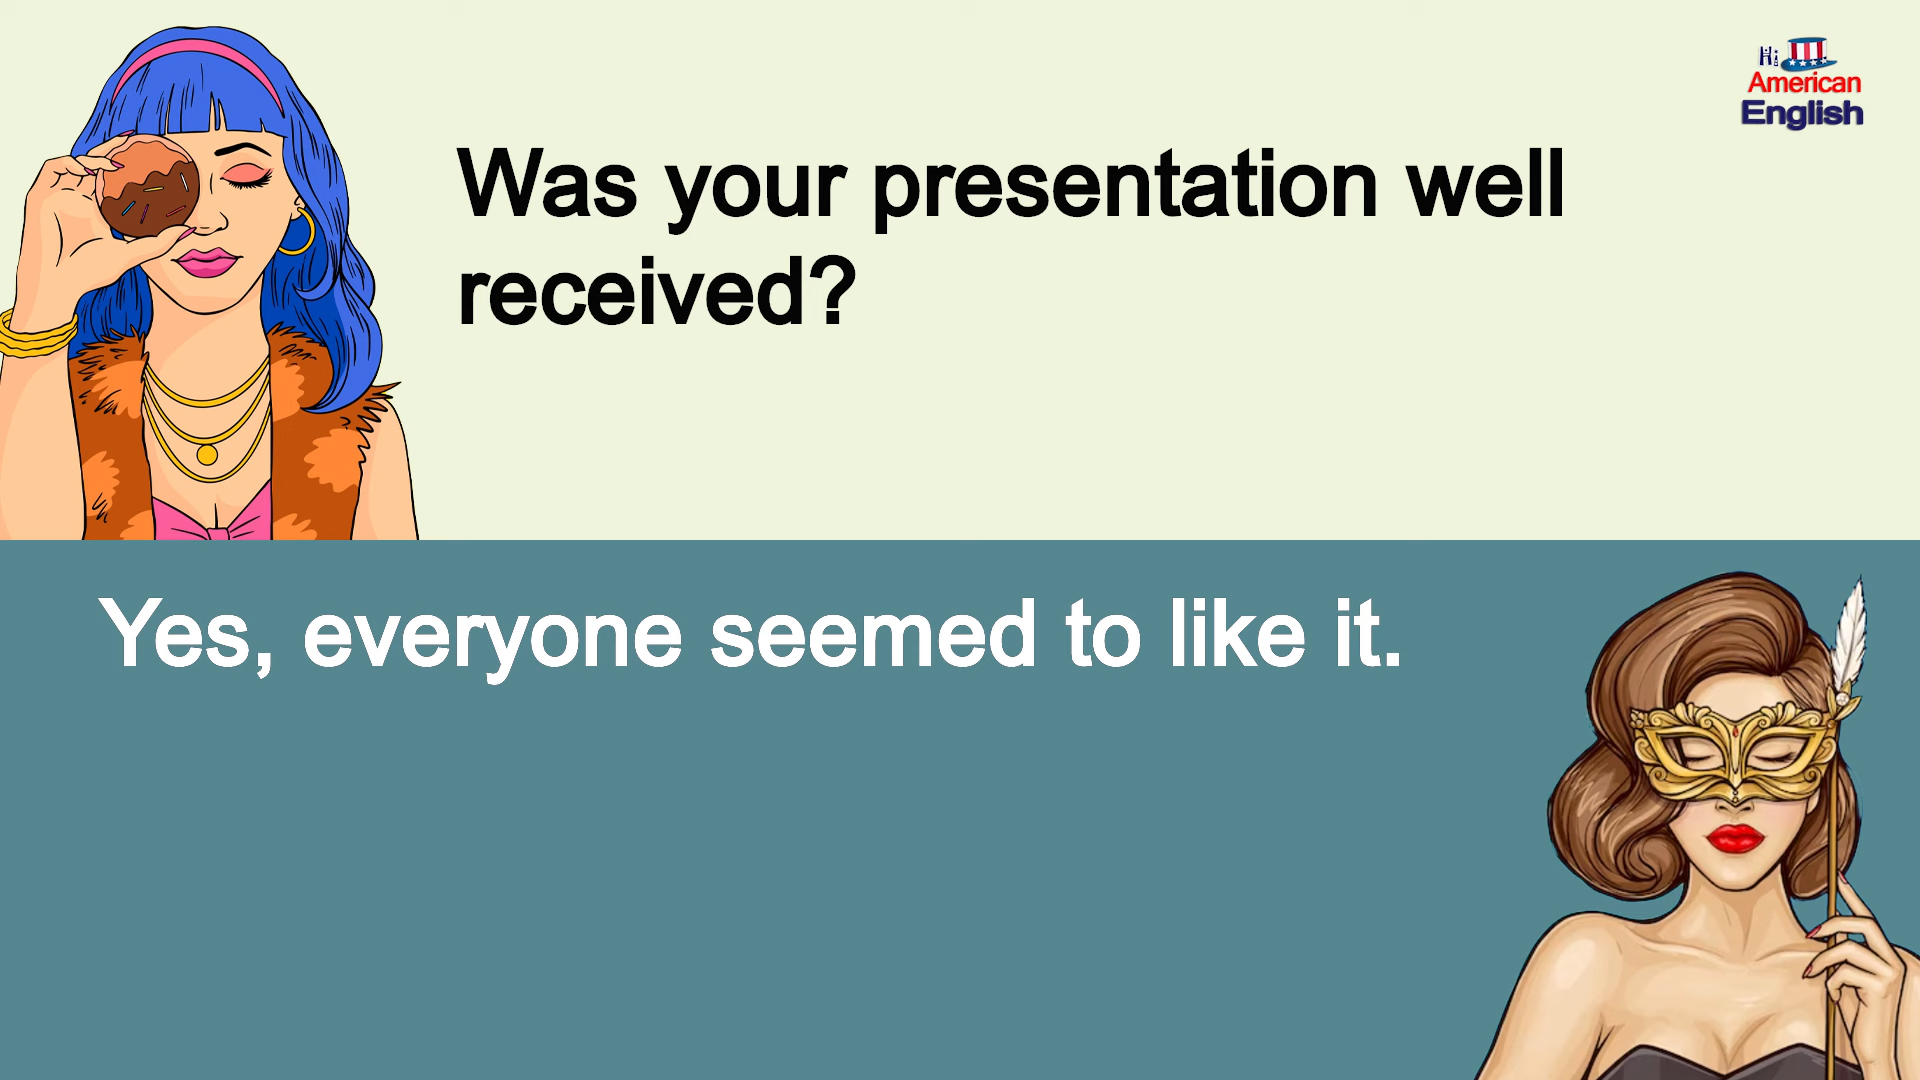 Hi
American
English
Was your presentation well
received?
Yes, everyone seemed to like it.